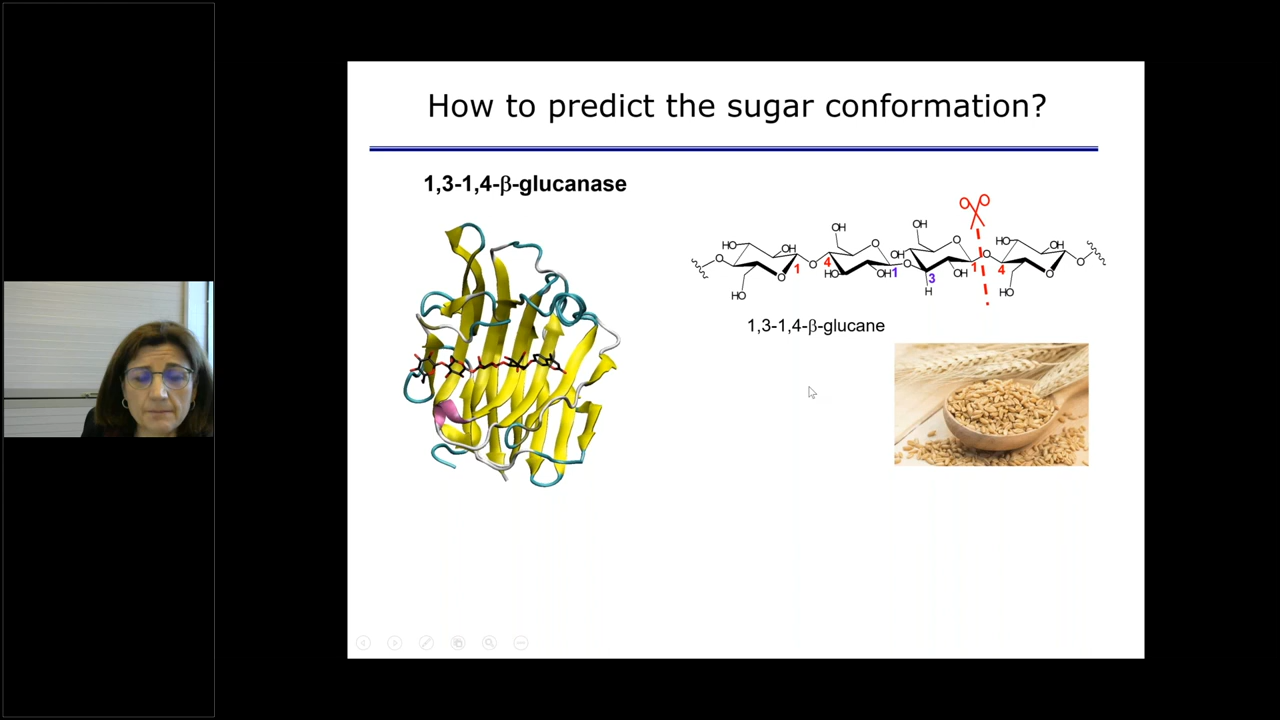 How to predict the sugar conformation?
1,3-1,4-β-glucanase
HO OH O O 1 HO
OH O O 4 HO OH 1
OH O OH O 3 H OH 1
O 4 HO OH O O HO
1,3-1,4-β-glucane